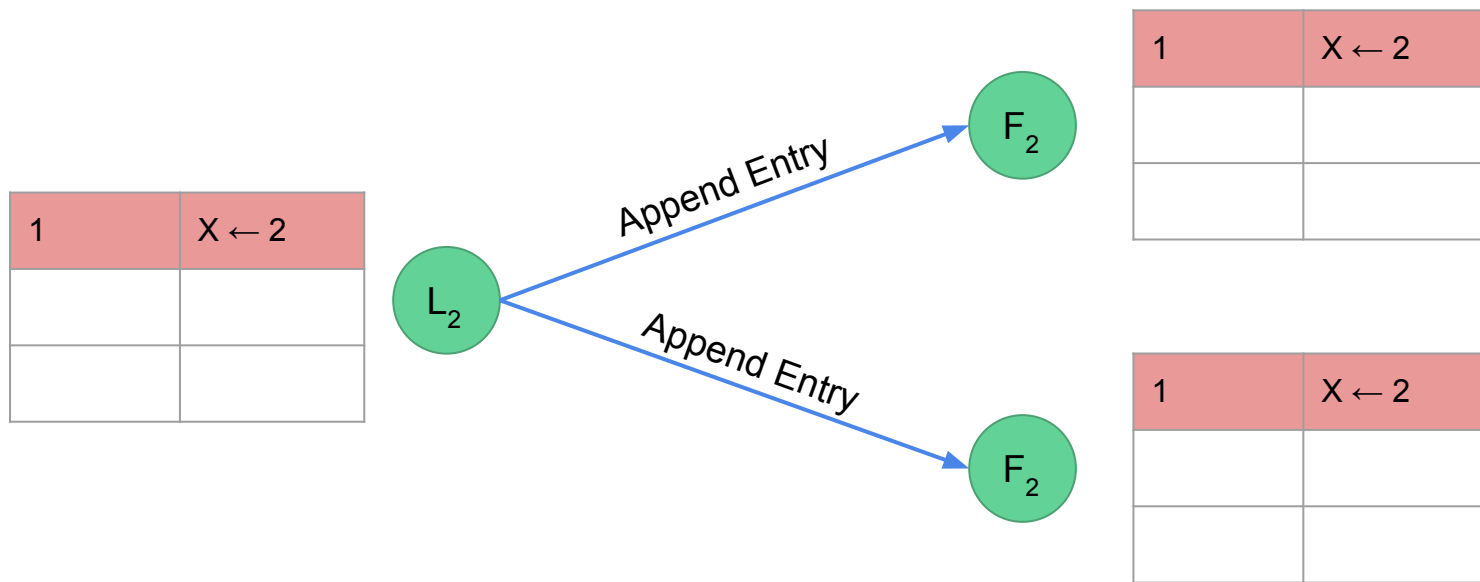 1 X ← 2
L₂
Append Entry
Append Entry
F₂
1 X ← 2
F₂
1 X ← 2